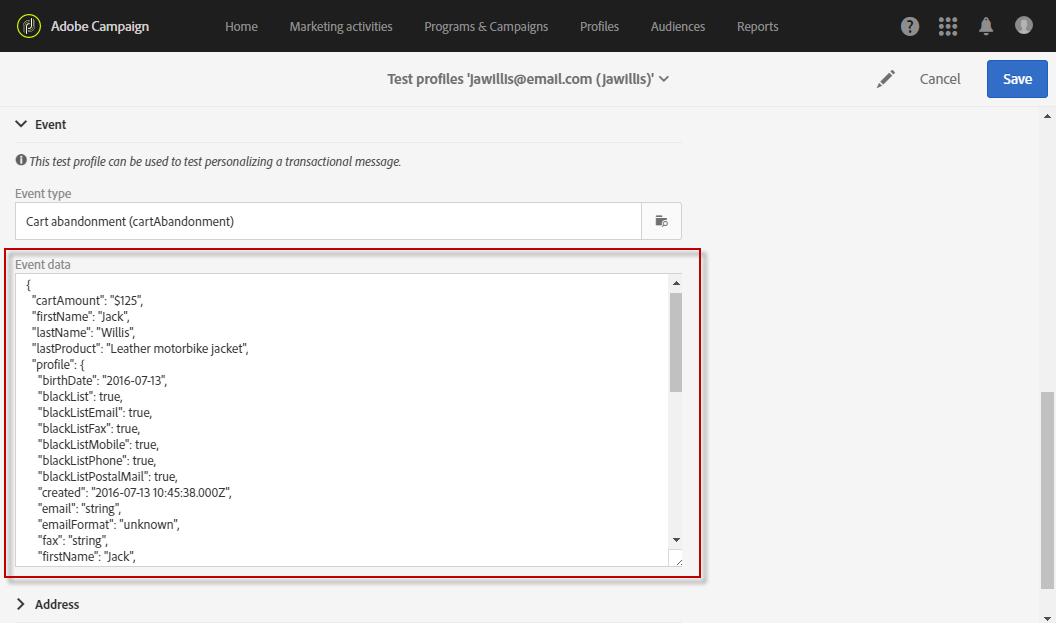 Adobe Campaign Home Marketing activities Programs & Campaigns Profiles Audiences Reports
Test profiles 'jawillis@email.com (jawillis)' Cancel Save
Event
This test profile can be used to test personalizing a transactional message.
Event type
Cart abandonment (cartAbandonment)
Event data
{
"cartAmount": "$125",
"firstName": "Jack",
"lastName": "Willis",
"lastProduct": "Leather motorbike jacket",
"profile": {
"birthDate": "2016-07-13",
"blackList": true,
"blackListEmail": true,
"blackListFax": true,
"blackListMobile": true,
"blackListPhone": true,
"blackListPostalMail": true,
"created": "2016-07-13 10:45:38.000Z",
"email": "string",
"emailFormat": "unknown",
"fax": "string",
"firstName": "Jack",
Address